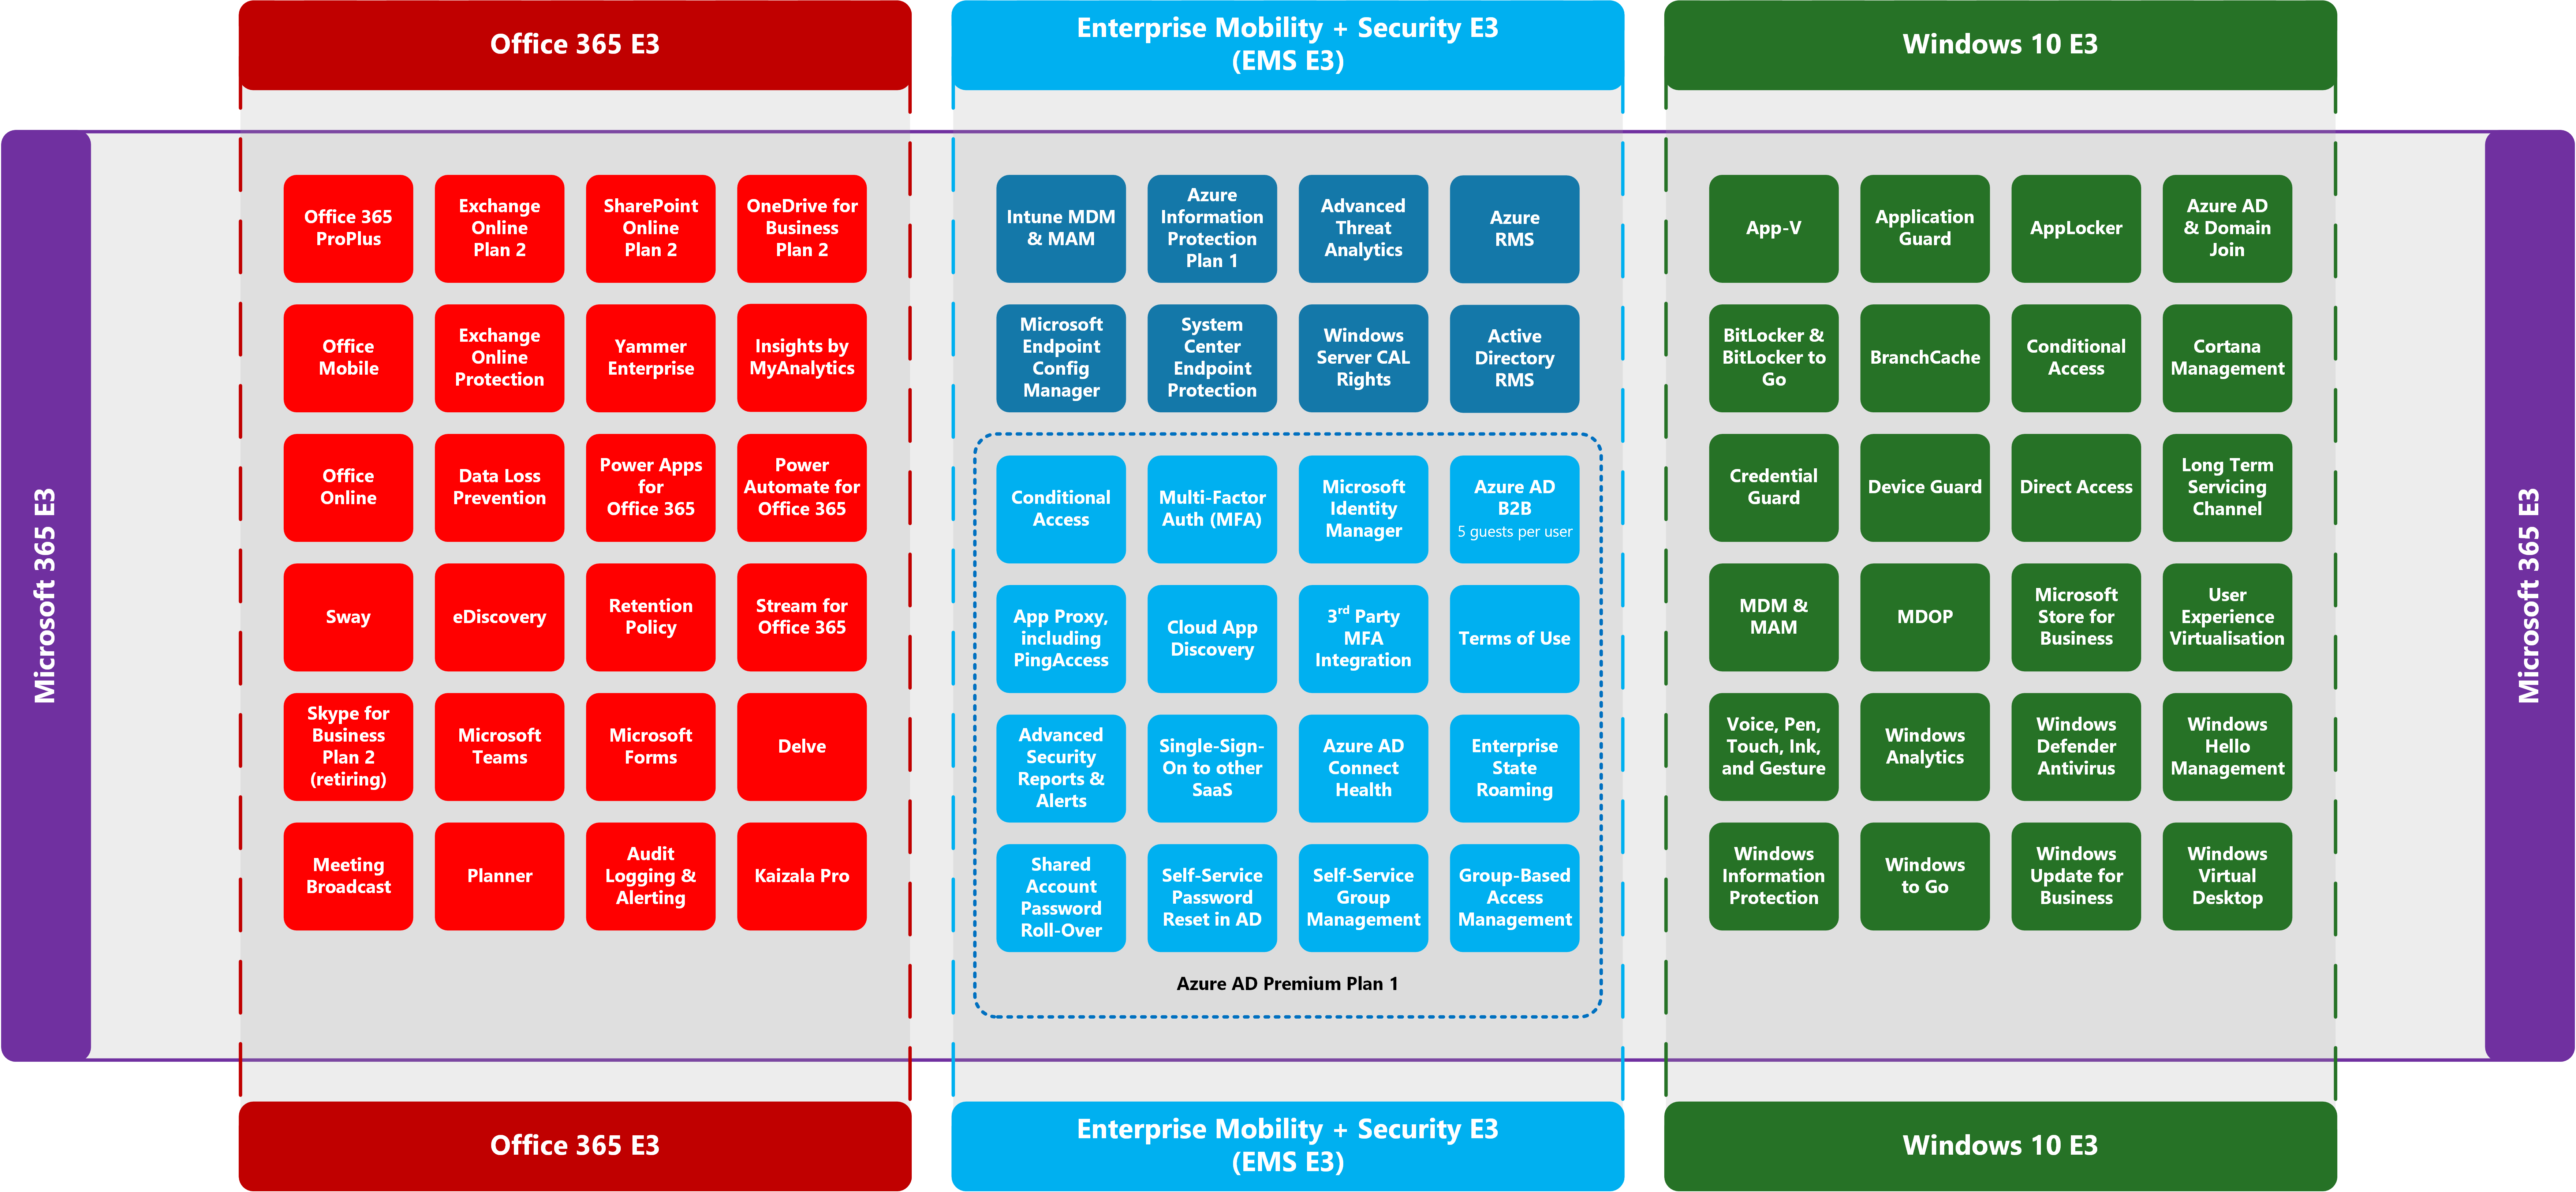 Office 365 E3
Enterprise Mobility + Security E3
(EMS E3)
Windows 10 E3
Microsoft 365 E3
Office 365
ProPlus
Exchange
Online
Plan 2
SharePoint
Online
Plan 2
OneDrive for
Business
Plan 2
Office
Mobile
Exchange
Online
Protection
Yammer
Enterprise
Insights by
MyAnalytics
Office
Online
Data Loss
Prevention
Power Apps
for
Office 365
Power
Automate for
Office 365
Sway
eDiscovery
Retention
Policy
Stream for
Office 365
Skype for
Business
Plan 2
(retiring)
Microsoft
Teams
Microsoft
Forms
Delve
Meeting
Broadcast
Planner
Audit
Logging &
Alerting
Kaizala Pro
Intune MDM
& MAM
Azure
Information
Protection
Plan 1
Advanced
Threat
Analytics
Azure
RMS
Microsoft
Endpoint
Config
Manager
System
Center
Endpoint
Protection
Windows
Server CAL
Rights
Active
Directory
RMS
Conditional
Access
Multi-Factor
Auth (MFA)
Microsoft
Identity
Manager
Azure AD
B2B
5 guests per user
App Proxy,
including
PingAccess
Cloud App
Discovery
3rd Party
MFA
Integration
Terms of Use
Advanced
Security
Reports &
Alerts
Single-Sign-
On to other
SaaS
Azure AD
Connect
Health
Enterprise
State
Roaming
Shared
Account
Password
Roll-Over
Self-Service
Password
Reset in AD
Self-Service
Group
Management
Group-Based
Access
Management
Azure AD Premium Plan 1
App-V
Application
Guard
AppLocker
Azure AD
& Domain
Join
BitLocker &
BitLocker to
Go
BranchCache
Conditional
Access
Cortana
Management
Credential
Guard
Device Guard
Direct Access
Long Term
Servicing
Channel
MDM &
MAM
MDOP
Microsoft
Store for
Business
User
Experience
Virtualisation
Voice, Pen,
Touch, Ink,
and Gesture
Windows
Analytics
Windows
Defender
Antivirus
Windows
Hello
Management
Windows
Information
Protection
Windows
to Go
Windows
Update for
Business
Windows
Virtual
Desktop
Microsoft 365 E3
Office 365 E3
Enterprise Mobility + Security E3
(EMS E3)
Windows 10 E3